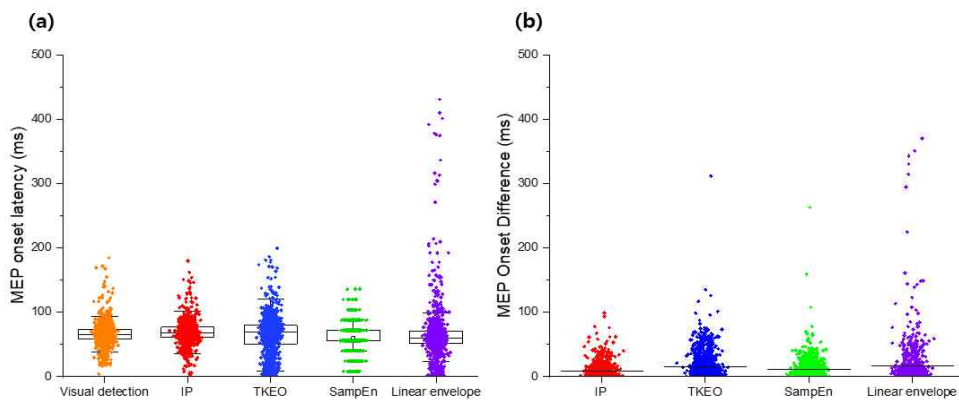 (a)
MEP onset latency (ms)
500
400
300
200
100
0
Visual detection IP TKEO SampEn Linear envelope
(b)
MEP Onset Difference (ms)
500
400
300
200
100
0
IP TKEO SampEn Linear envelope